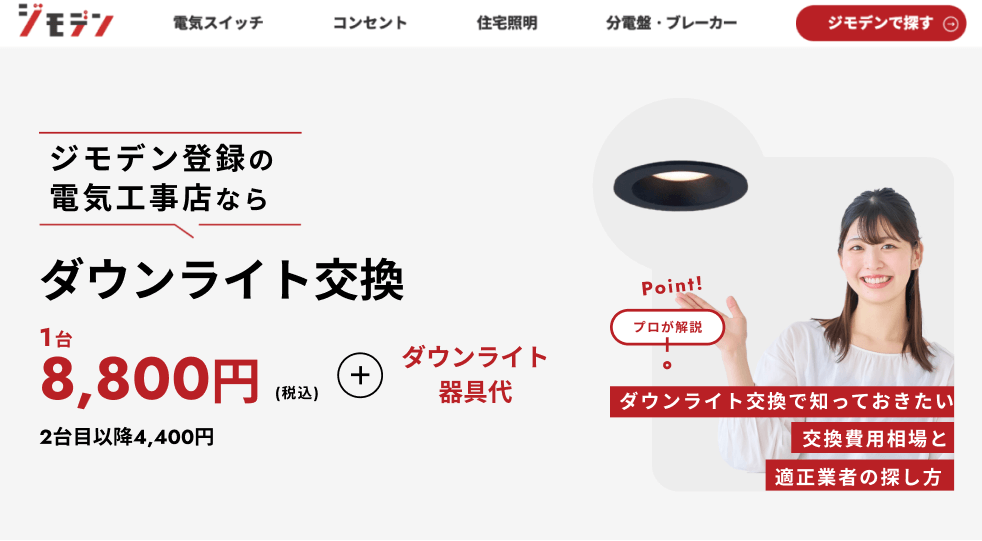 ジモデン
電気スイッチ
コンセント
住宅照明
分電盤・ブレーカー
ジモデンで探す
ジモデン登録の
電気工事店なら
ダウンライト交換
1台
8,800円 (税込)
+
ダウンライト
器具代
2台目以降4,400円
Point!
プロが解説
ダウンライト交換で知っておきたい
交換費用相場と
適正業者の探し方